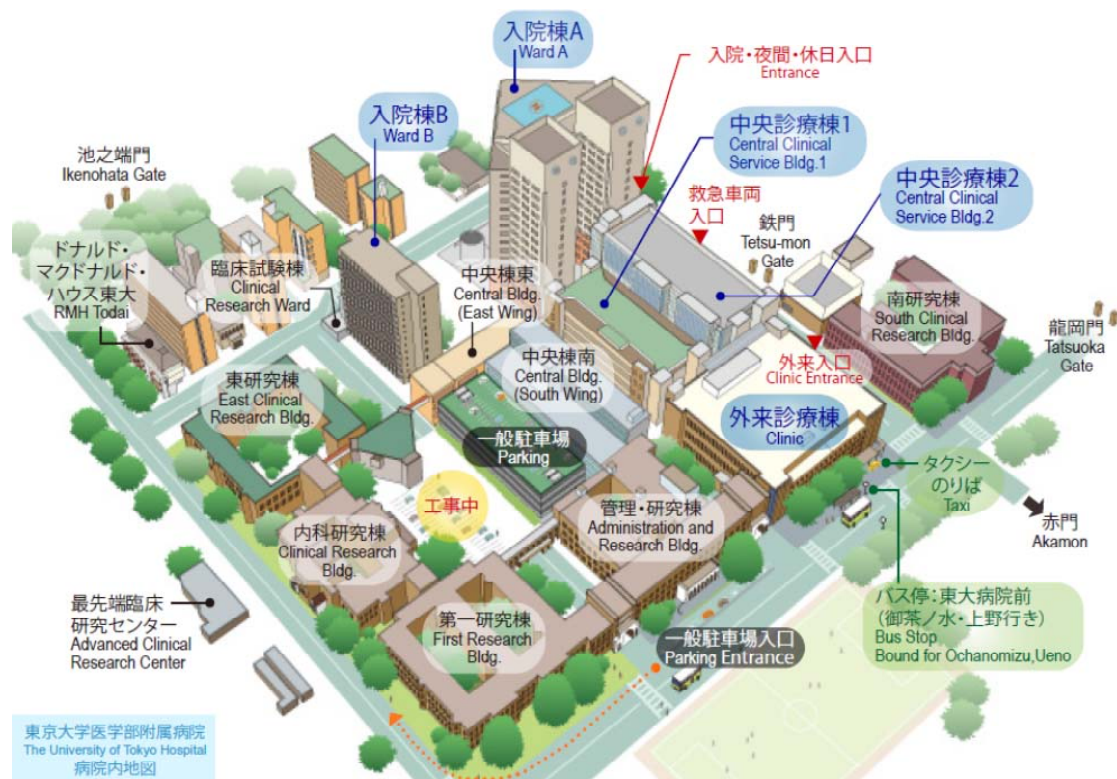 入院棟A
Ward A
入院・夜間・休日入口
Entrance
入院棟B
Ward B
中央診療棟1
Central Clinical
Service Bldg.1
池之端門
Ikenohata Gate
中央診療棟2
Central Clinical
Service Bldg.2
救急車両
入口
鉄門
Tetsu-mon
Gate
ドナルド・
マクドナルド・
ハウス東大
RMH Todai
臨床試験棟
Clinical
Research Ward
中央棟東
Central Bldg.
(East Wing)
南研究棟
South Clinical
Research Bldg.
龍岡門
Tatsuoka
Gate
中央棟南
Central Bldg.
(South Wing)
外来入口
Clinic Entrance
東研究棟
East Clinical
Research Bldg.
外来診療棟
Clinic
一般駐車場
Parking
タクシー
のりば
Taxi
工事中
管理・研究棟
Administration and
Research Bldg.
赤門
Akamon
内科研究棟
Clinical Research
Bldg.
バス停：東大病院前
(御茶ノ水・上野行き)
Bus Stop
Bound for Ochanomizu,Ueno
最先端臨床
研究センター
Advanced Clinical
Research Center
第一研究棟
First Research
Bldg.
一般駐車場入口
Parking Entrance
東京大学医学部附属病院
The University of Tokyo Hospital
病院内地図